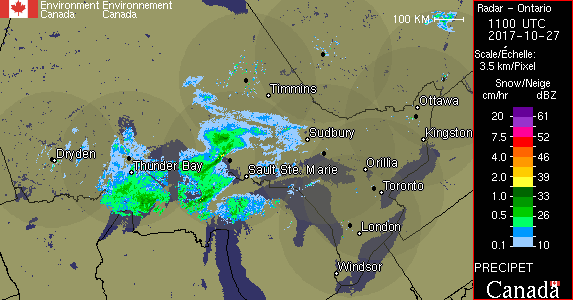 Environment Environnement
Canada Canada
100 KM
Timmins
Ottawa
Sudbury
Kingston
Dryden
Thunder Bay
Sault Ste. Marie
Orillia
Toronto
London
Windsor
Radar - Ontario
1100 UTC
2017-10-27
Scale/Échelle:
3.5 km/Pixel
Snow/Neige
cm/hr dBZ
20 61
7.5 52
4.0 46
2.0 39
1.0 33
0.5 26
0.1 10
PRECIPET
Canada